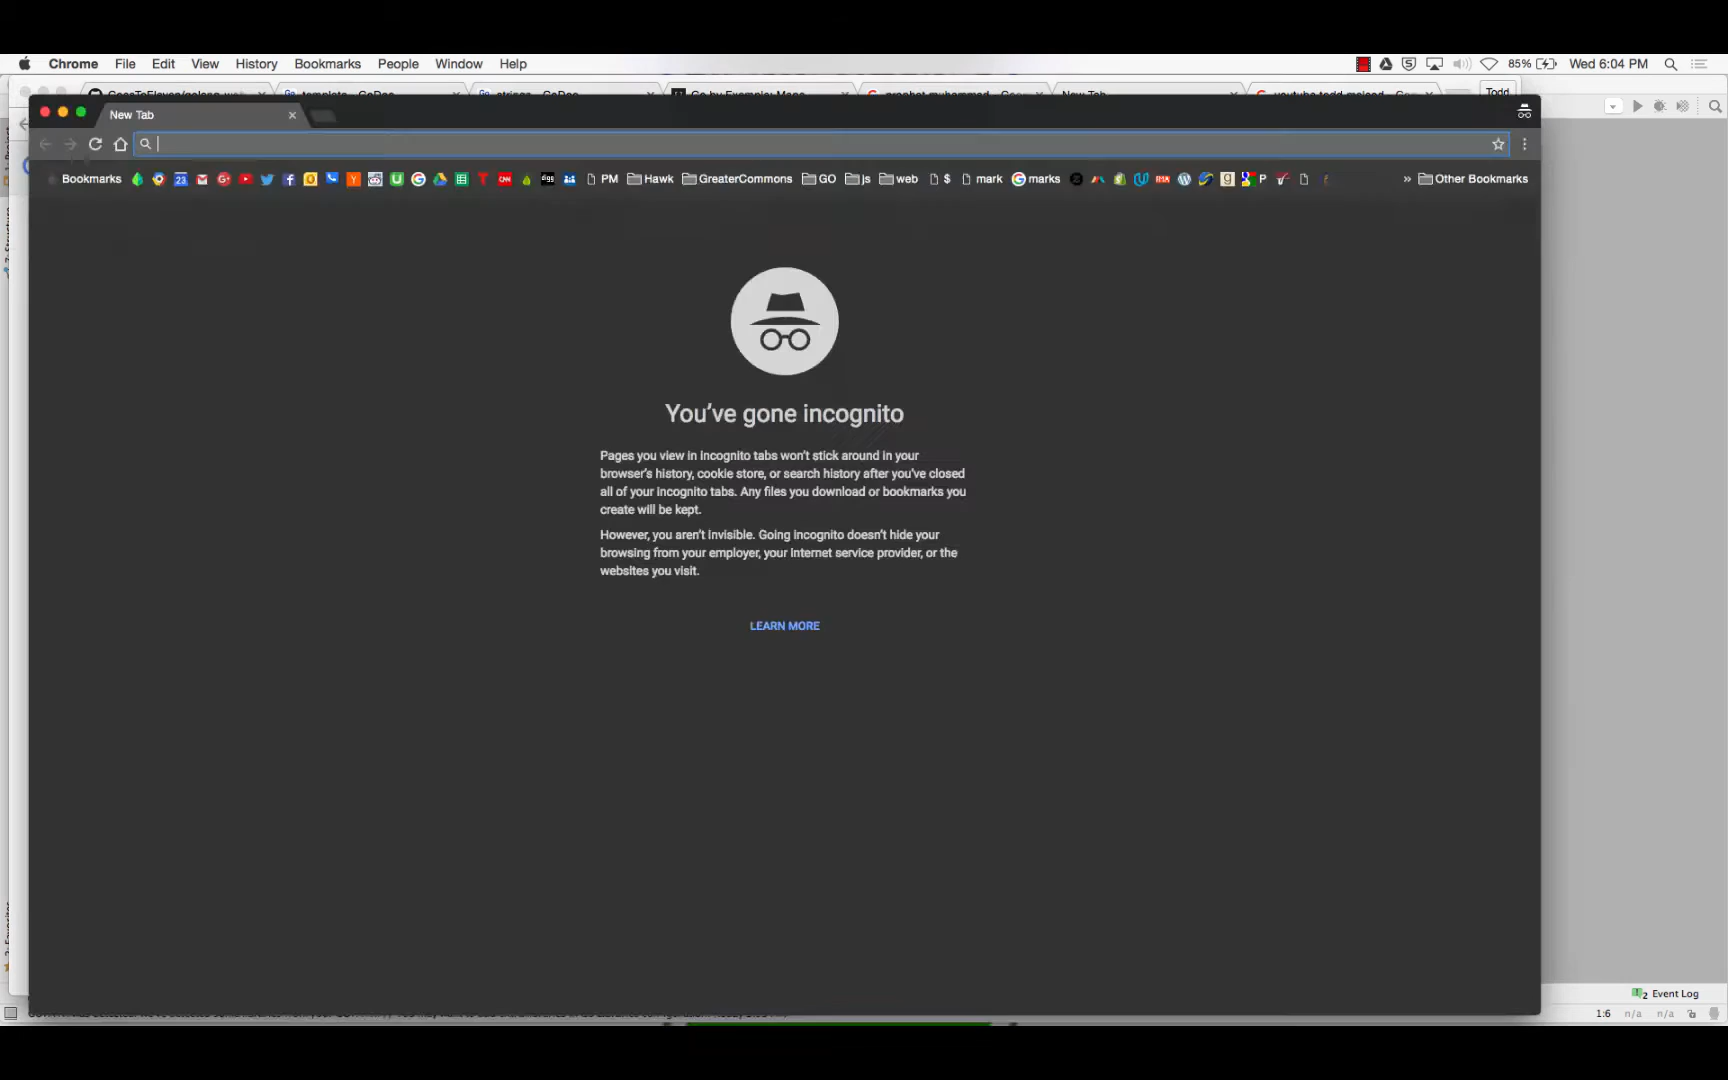 Chrome File Edit View History Bookmarks People Window Help 85% Wed 6:04 PM
Todd
New Tab
Bookmarks 23 PM Hawk GreaterCommons GO js web $ mark marks P » Other Bookmarks
You've gone incognito
Pages you view in incognito tabs won't stick around in your
browser's history, cookie store, or search history after you've closed
all of your incognito tabs. Any files you download or bookmarks you
create will be kept.
However, you aren't invisible. Going incognito doesn't hide your
browsing from your employer, your internet service provider, or the
websites you visit.
LEARN MORE
2 Event Log
1:6 n/a n/a